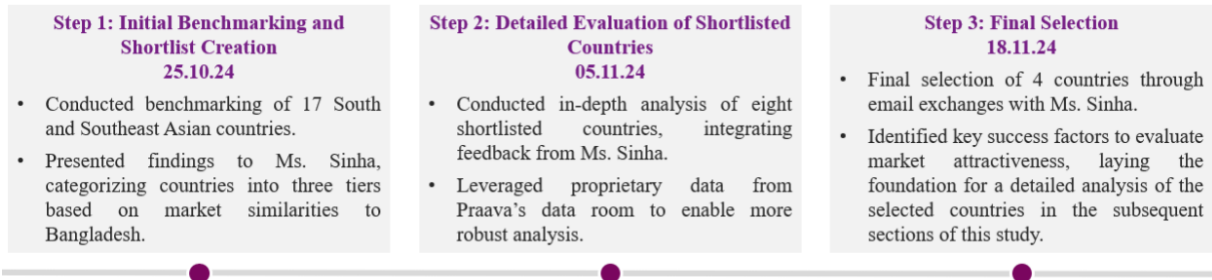 Step 1: Initial Benchmarking and
Shortlist Creation
25.10.24
• Conducted benchmarking of 17 South
and Southeast Asian countries.
• Presented findings to Ms. Sinha,
categorizing countries into three tiers
based on market similarities to
Bangladesh.
Step 2: Detailed Evaluation of Shortlisted
Countries
05.11.24
• Conducted in-depth analysis of eight
shortlisted countries, integrating
feedback from Ms. Sinha.
• Leveraged proprietary data from
Praava’s data room to enable more
robust analysis.
Step 3: Final Selection
18.11.24
• Final selection of 4 countries through
email exchanges with Ms. Sinha.
• Identified key success factors to evaluate
market attractiveness, laying the
foundation for a detailed analysis of the
selected countries in the subsequent
sections of this study.